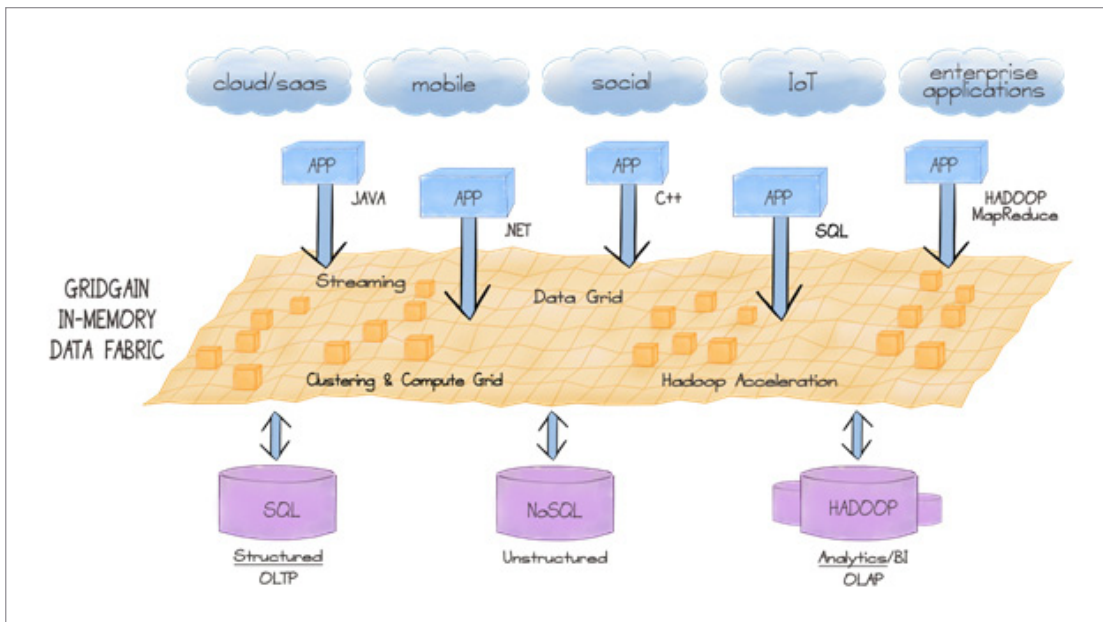 cloud/saas
mobile
social
IoT
enterprise
applications
APP
JAVA
APP
.NET
APP
C++
APP
SQL
APP
HADOOP
MapReduce
GRIDGAIN
IN-MEMORY
DATA FABRIC
Streaming
Data Grid
Clustering & Compute Grid
Hadoop Acceleration
SQL
Structured
OLTP
NoSQL
Unstructured
HADOOP
Analytics/BI
OLAP